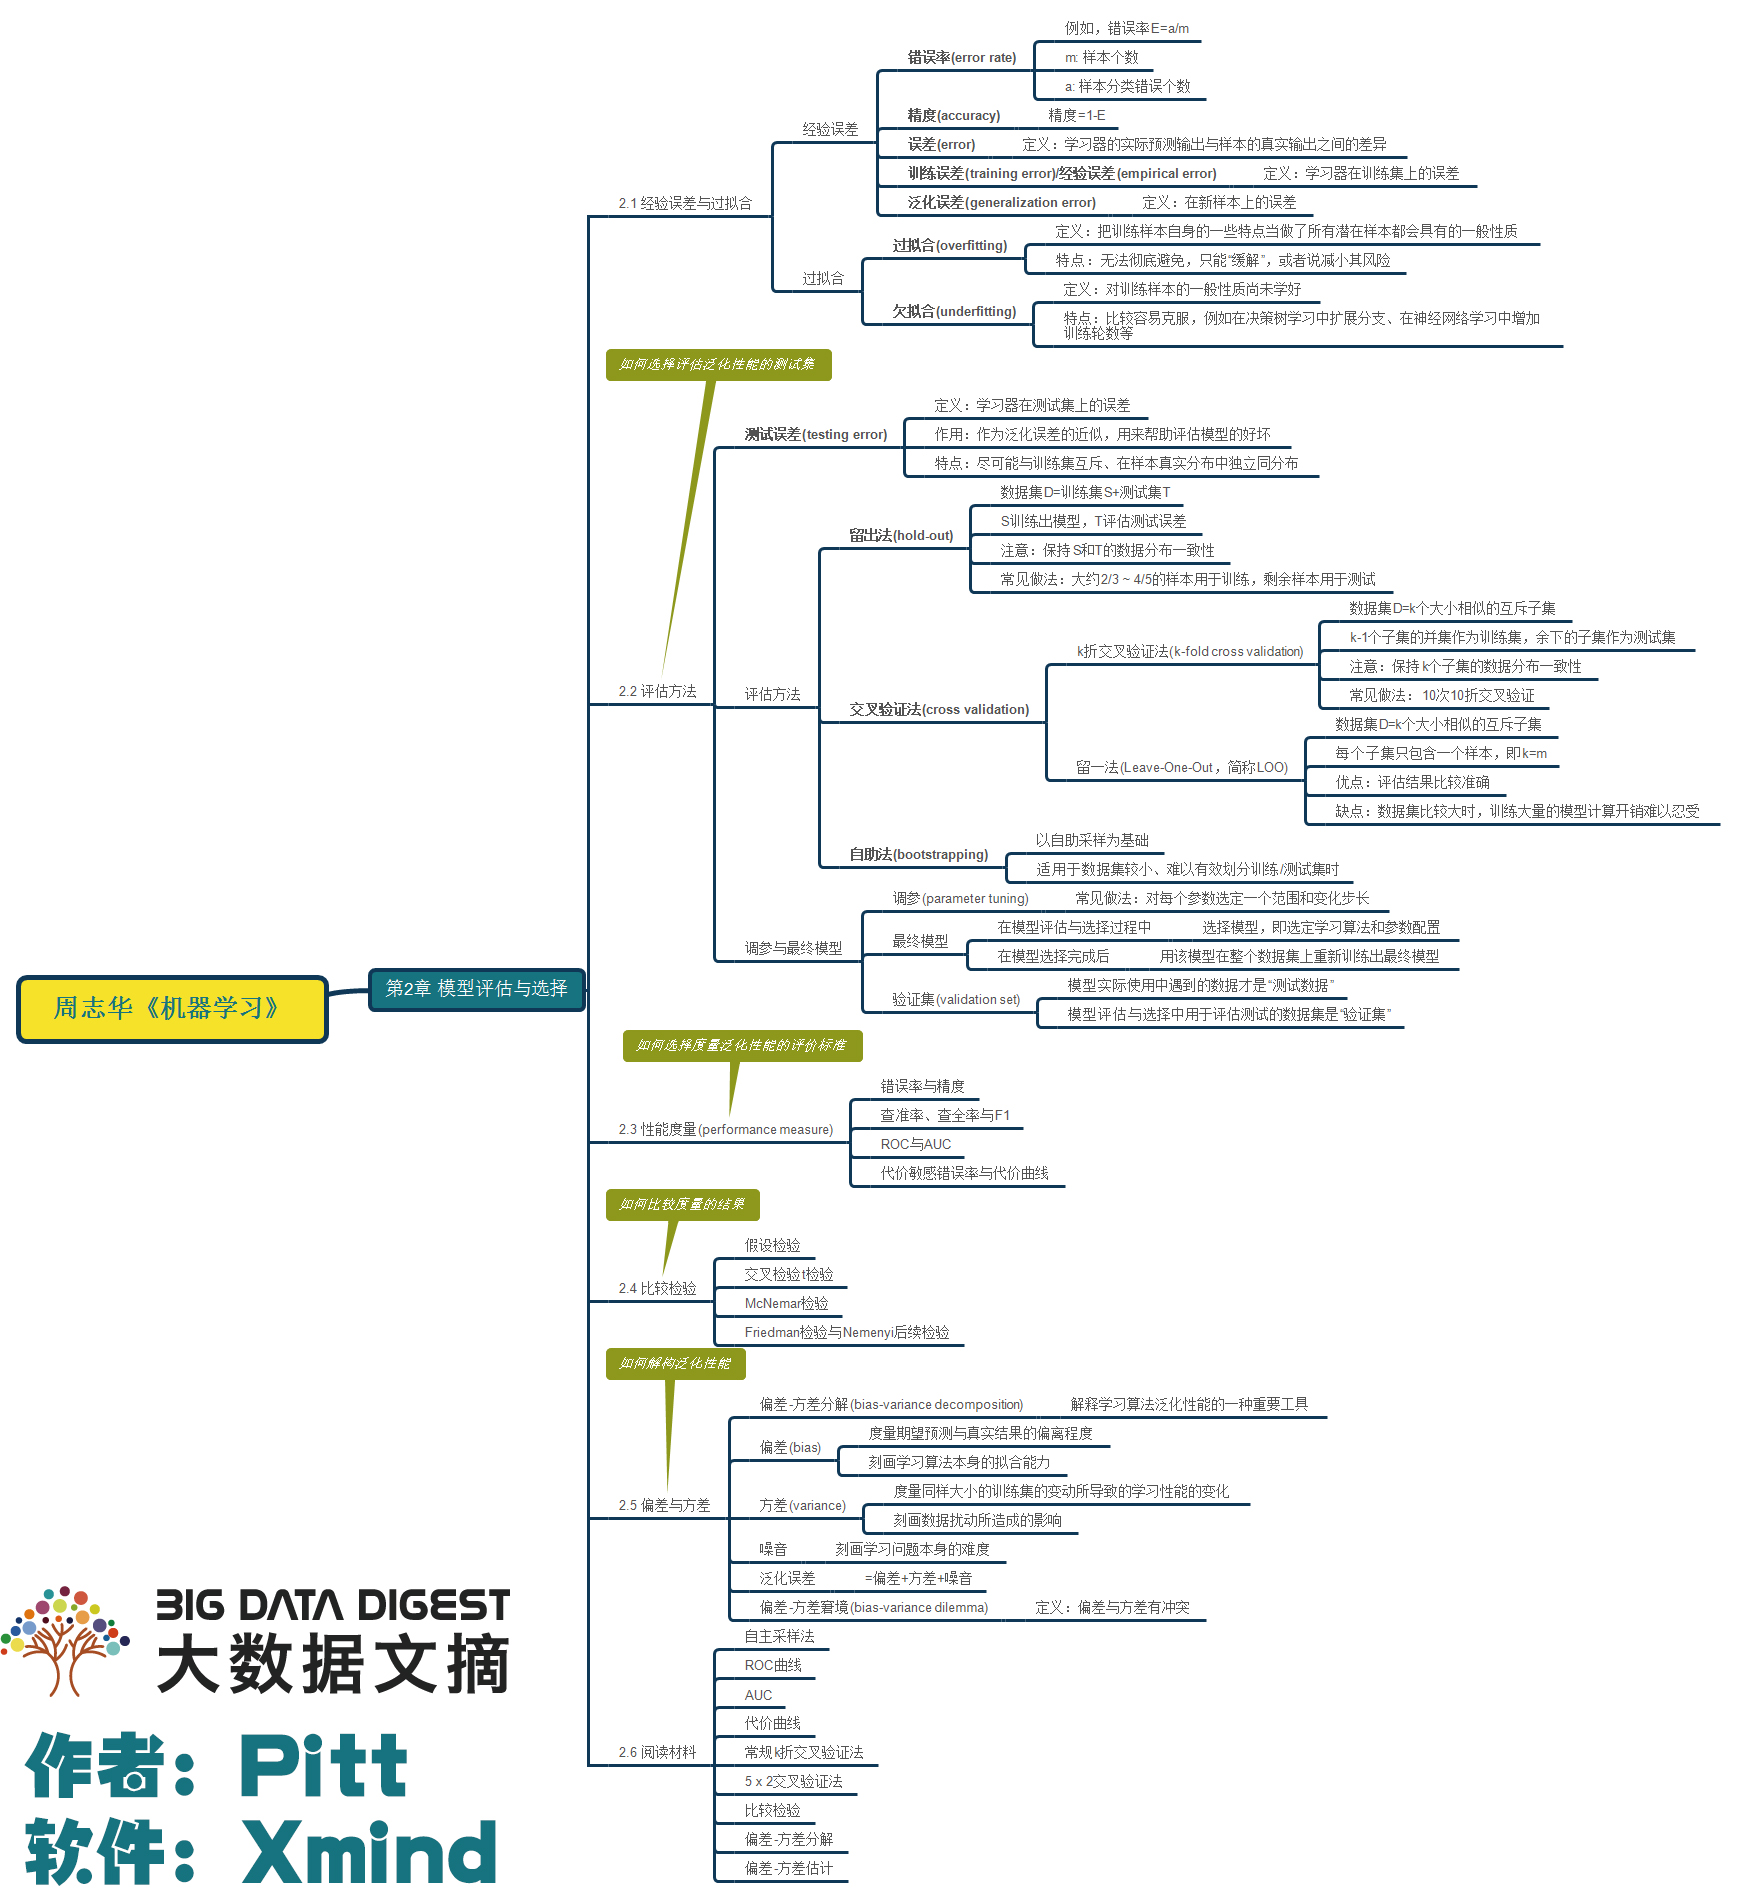 例如，错误率E=a/m
错误率(error rate)
m: 样本个数
a: 样本分类错误个数
精度(accuracy)
精度=1-E
经验误差
误差(error)
定义：学习器的实际预测输出与样本的真实输出之间的差异
训练误差(training error)/经验误差(empirical error)
定义：学习器在训练集上的误差
2.1 经验误差与过拟合
泛化误差(generalization error)
定义：在新样本上的误差
过拟合(overfitting)
定义：把训练样本自身的一些特点当做了所有潜在样本都会具有的一般性质
特点：无法彻底避免，只能“缓解”，或者说减小其风险
过拟合
欠拟合(underfitting)
定义：对训练样本的一般性质尚未学好
特点：比较容易克服，例如在决策树学习中扩展分支、在神经网络学习中增加
训练轮数等
如何选择评估泛化性能的测试集
测试误差(testing error)
定义：学习器在测试集上的误差
作用：作为泛化误差的近似，用来帮助评估模型的好坏
特点：尽可能与训练集互斥、在样本真实分布中独立同分布
留出法(hold-out)
数据集D=训练集S+测试集T
S训练出模型，T评估测试误差
注意：保持S和T的数据分布一致性
常见做法：大约2/3 ~ 4/5的样本用于训练，剩余样本用于测试
2.2 评估方法
评估方法
交叉验证法(cross validation)
k折交叉验证法(k-fold cross validation)
数据集D=k个大小相似的互斥子集
k-1个子集的并集作为训练集，余下的子集作为测试集
注意：保持k个子集的数据分布一致性
常见做法：10次10折交叉验证
留一法(Leave-One-Out，简称LOO)
数据集D=k个大小相似的互斥子集
每个子集只包含一个样本，即k=m
优点：评估结果比较准确
缺点：数据集比较大时，训练大量的模型计算开销难以忍受
自助法(bootstrapping)
以自助采样为基础
适用于数据集较小、难以有效划分训练/测试集时
调参与最终模型
调参(parameter tuning)
常见做法：对每个参数选定一个范围和变化步长
最终模型
在模型评估与选择过程中
选择模型，即选定学习算法和参数配置
在模型选择完成后
用该模型在整个数据集上重新训练出最终模型
验证集(validation set)
模型实际使用中遇到的数据才是“测试数据”
模型评估与选择中用于评估测试的数据集是“验证集”
周志华《机器学习》
第2章 模型评估与选择
如何选择度量泛化性能的评价标准
2.3 性能度量(performance measure)
错误率与精度
查准率、查全率与F1
ROC与AUC
代价敏感错误率与代价曲线
如何比较度量的结果
2.4 比较检验
假设检验
交叉检验t检验
McNemar检验
Friedman检验与Nemenyi后续检验
如何解构泛化性能
2.5 偏差与方差
偏差-方差分解(bias-variance decomposition)
解释学习算法泛化性能的一种重要工具
偏差(bias)
度量期望预测与真实结果的偏离程度
刻画学习算法本身的拟合能力
方差(variance)
度量同样大小的训练集的变动所导致的学习性能的变化
刻画数据扰动所造成的影响
噪音
刻画学习问题本身的难度
泛化误差
=偏差+方差+噪音
偏差-方差窘境(bias-variance dilemma)
定义：偏差与方差有冲突
2.6 阅读材料
自主采样法
ROC曲线
AUC
代价曲线
常规k折交叉验证法
5 x 2交叉验证法
比较检验
偏差-方差分解
偏差-方差估计
BIG DATA DIGEST
大数据文摘
作者：Pitt
软件：Xmind